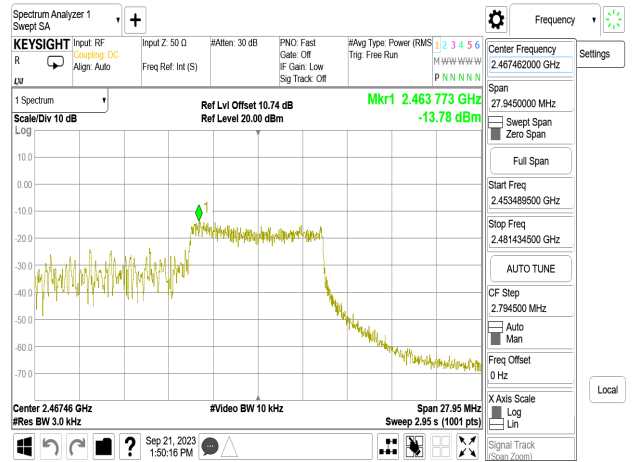 Spectrum Analyzer 1
Swept SA
Frequency
KEYSIGHT
R
LXI
Input: RF
Coupling: DC
Align: Auto
Input Z: 50 Ω
Freq Ref: Int (S)
#Atten: 30 dB
PNO: Fast
Gate: Off
IF Gain: Low
Sig Track: Off
#Avg Type: Power (RMS
Trig: Free Run
1 2 3 4 5 6
M W W W W W
P N N N N N
1 Spectrum
Scale/Div 10 dB
Ref Lvl Offset 10.74 dB
Ref Level 20.00 dBm
Mkr1 2.463 773 GHz
-13.78 dBm
Log
10.0
0.00
-10.0
-20.0
-30.0
-40.0
-50.0
-60.0
-70.0
1
Center 2.46746 GHz
#Res BW 3.0 kHz
#Video BW 10 kHz
Span 27.95 MHz
Sweep 2.95 s (1001 pts)
Sep 21, 2023
1:50:16 PM
Center Frequency
2.467462000 GHz
Settings
Span
27.9450000 MHz
Swept Span
Zero Span
Full Span
Start Freq
2.453489500 GHz
Stop Freq
2.481434500 GHz
AUTO TUNE
CF Step
2.794500 MHz
Auto
Man
Freq Offset
0 Hz
X Axis Scale
Log
Lin
Local
Signal Track
(Span Zoom)